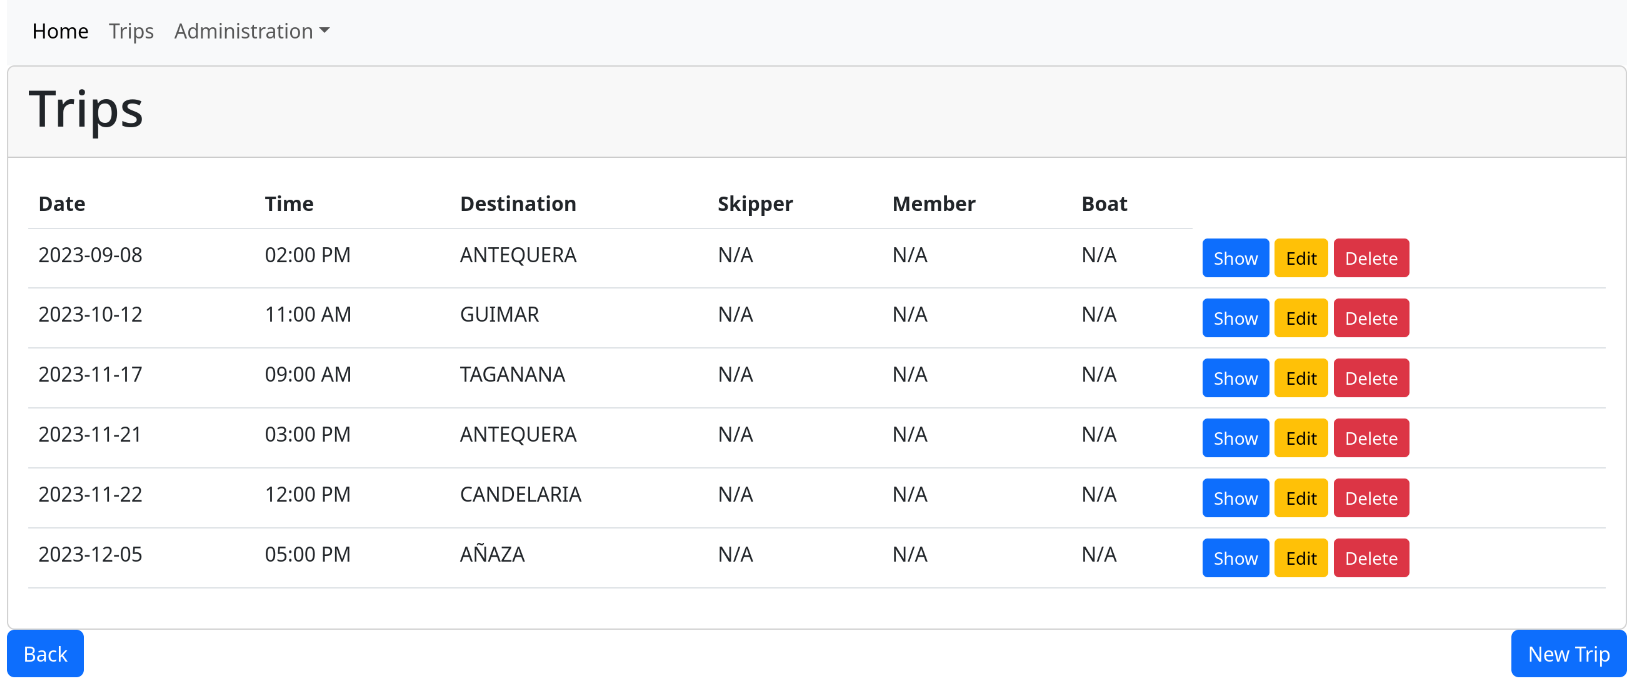 Home Trips Administration
Trips
Date Time Destination Skipper Member Boat
2023-09-08 02:00 PM ANTEQUERA N/A N/A N/A Show Edit Delete
2023-10-12 11:00 AM GUIMAR N/A N/A N/A Show Edit Delete
2023-11-17 09:00 AM TAGANANA N/A N/A N/A Show Edit Delete
2023-11-21 03:00 PM ANTEQUERA N/A N/A N/A Show Edit Delete
2023-11-22 12:00 PM CANDELARIA N/A N/A N/A Show Edit Delete
2023-12-05 05:00 PM AÑAZA N/A N/A N/A Show Edit Delete
Back New Trip